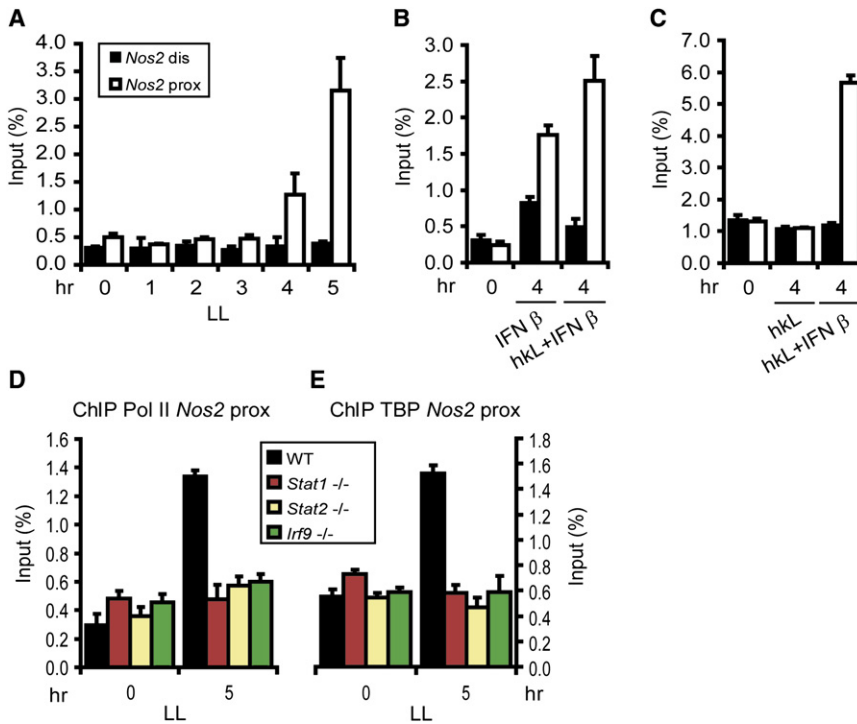 A
Input (%)
4.0
3.5
3.0
2.5
2.0
1.5
1.0
0.5
0.0
Nos2 dis
Nos2 prox
hr 0 1 2 3 4 5
LL
B
Input (%)
3.0
2.5
2.0
1.5
1.0
0.5
0.0
hr 0 4 4
IFN β
hkL+IFN β
C
Input (%)
7.0
6.0
5.0
4.0
3.0
2.0
1.0
0.0
hr 0 4 4
hkL
hkL+IFN β
D
ChIP Pol II Nos2 prox
Input (%)
1.6
1.4
1.2
1.0
0.8
0.6
0.4
0.2
0.0
hr 0 5
LL
WT
Stat1 -/-
Stat2 -/-
Irf9 -/-
E
ChIP TBP Nos2 prox
1.8
1.6
1.4
1.2
1.0
0.8
0.6
0.4
0.2
0.0
Input (%)
0 5 hr
LL